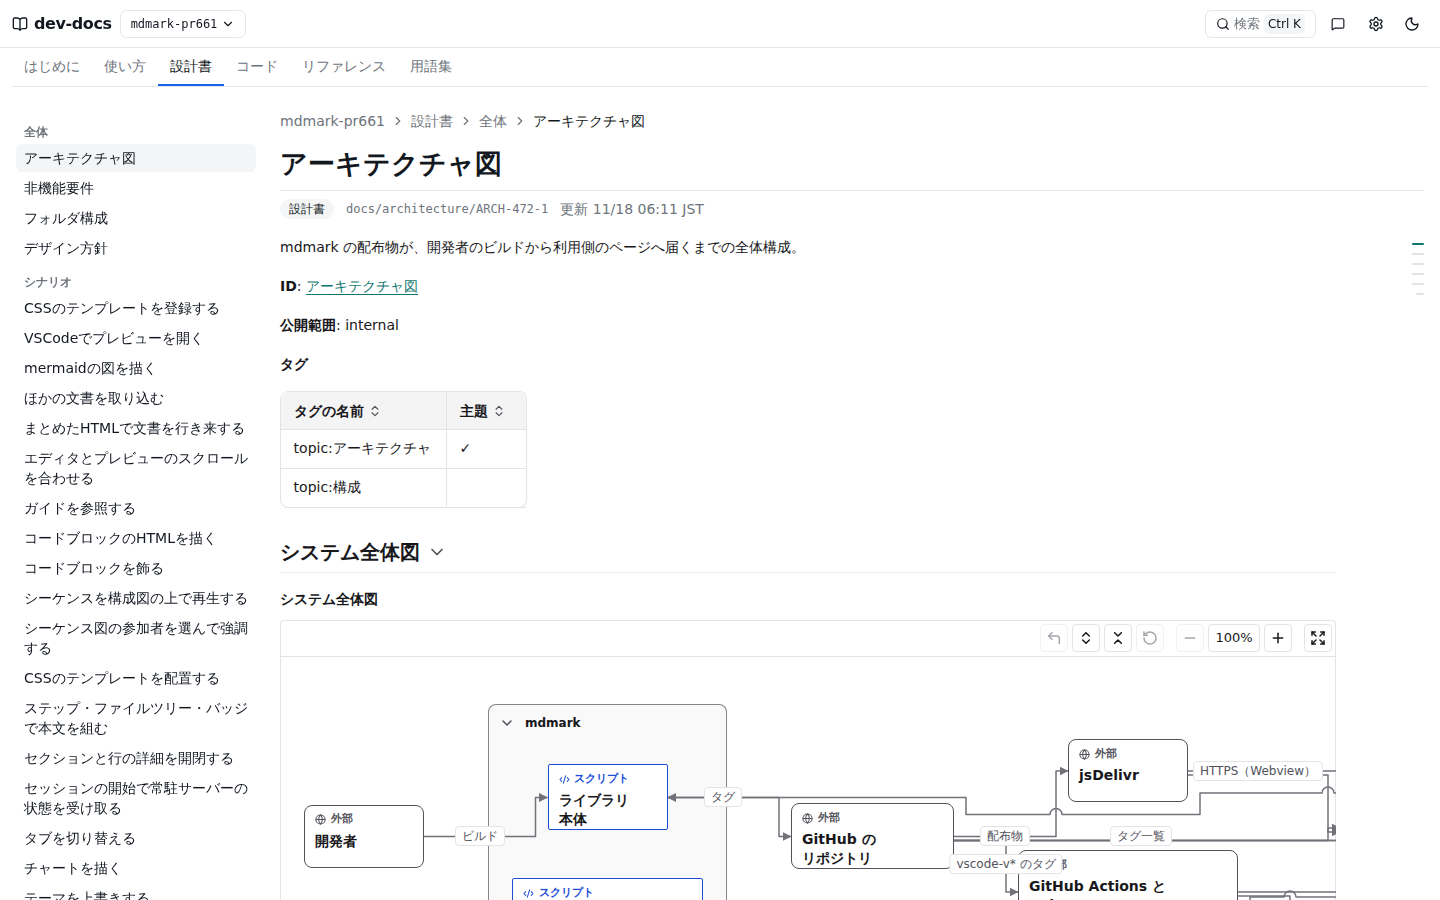 dev-docs
mdmark-pr661
検索 Ctrl K
はじめに 使い方 設計書 コード リファレンス 用語集
全体
アーキテクチャ図
非機能要件
フォルダ構成
デザイン方針
シナリオ
CSSのテンプレートを登録する
VSCodeでプレビューを開く
mermaidの図を描く
ほかの文書を取り込む
まとめたHTMLで文書を行き来する
エディタとプレビューのスクロール
を合わせる
ガイドを参照する
コードブロックのHTMLを描く
コードブロックを飾る
シーケンスを構成図の上で再生する
シーケンス図の参加者を選んで強調
する
CSSのテンプレートを配置する
ステップ・ファイルツリー・バッジ
で本文を組む
セクションと行の詳細を開閉する
セッションの開始で常駐サーバーの
状態を受け取る
タブを切り替える
チャートを描く
テーマを上書きする
mdmark-pr661 設計書 全体 アーキテクチャ図
アーキテクチャ図
設計書 docs/architecture/ARCH-472-1 更新 11/18 06:11 JST
mdmark の配布物が、開発者のビルドから利用側のページへ届くまでの全体構成。
ID: アーキテクチャ図
公開範囲: internal
タグ
タグの名前 主題
topic:アーキテクチャ ✓
topic:構成
システム全体図
システム全体図
100%
mdmark
スクリプト
ライブラリ
本体
スクリプト
外部
開発者
ビルド
タグ
外部
GitHub の
リポジトリ
外部
jsDelivr
HTTPS（Webview）
配布物
タグ一覧
vscode-v* のタグ
GitHub Actions と